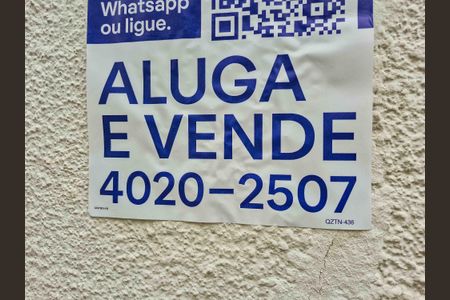 Whatsapp
ou ligue.
ALUGA
E VENDE
4020-2507
QZTN-436